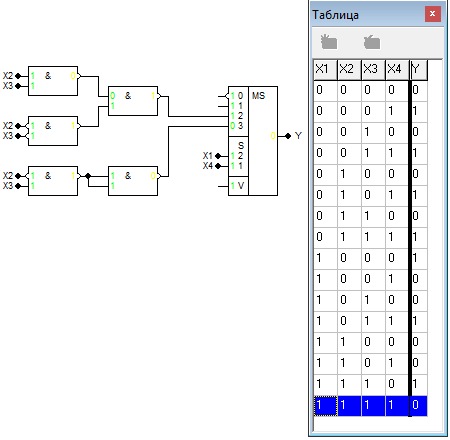 Таблица
X1 X2 X3 X4 Y
0 0 0 0 0
0 0 0 1 1
0 0 1 0 0
0 0 1 1 1
0 1 0 0 0
0 1 0 1 1
0 1 1 0 0
0 1 1 1 1
1 0 0 0 1
1 0 0 1 0
1 0 1 0 0
1 0 1 1 1
1 1 0 0 0
1 1 0 1 0
1 1 1 0 1
1 1 1 1 0
X2 1 & 0
X3 1
0 &
1
1 0 MS
1 1
1 2
0 3
X2 1 &
X3 1
S
X1 1 2
X4 1 1
1 V
0 Y
X2 1 & 1
X3 1
1 & 0
1